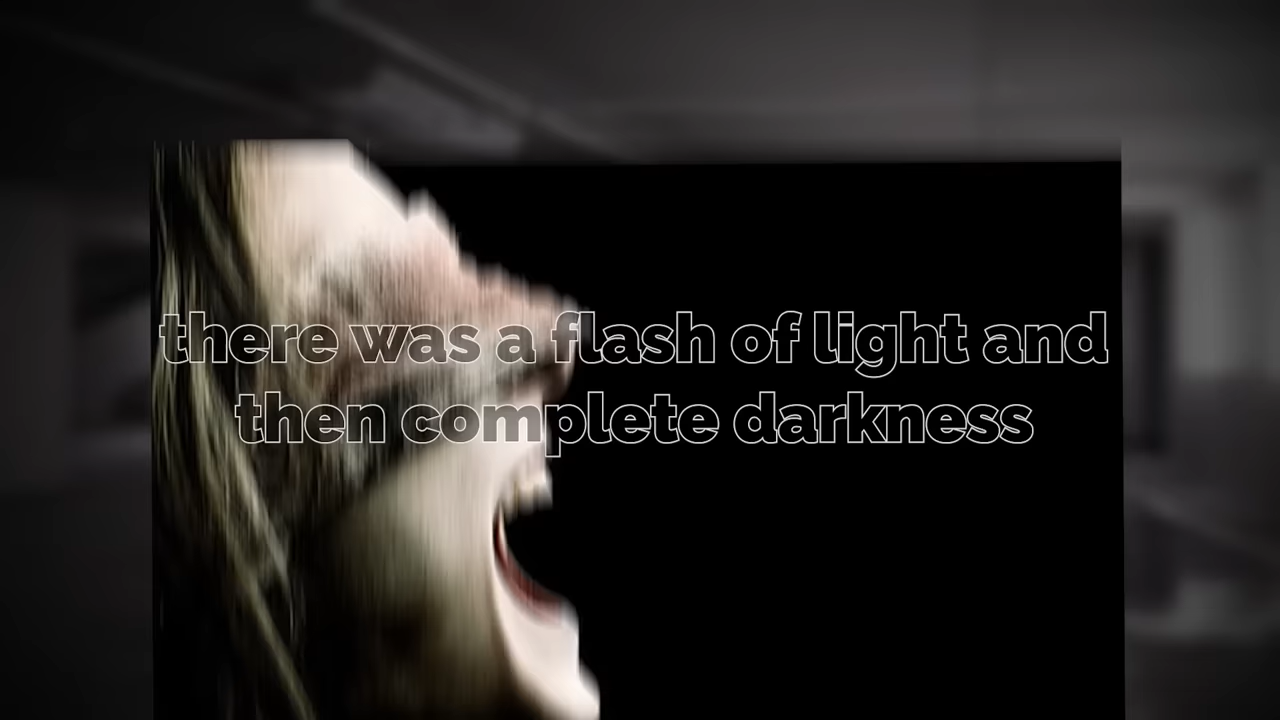 there was a flash of light and
then complete darkness